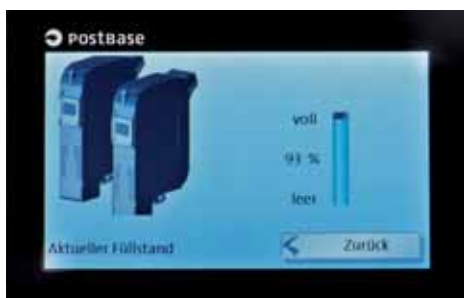 PostBase
voll
93 %
leer
Aktueller Füllstand
Zurück